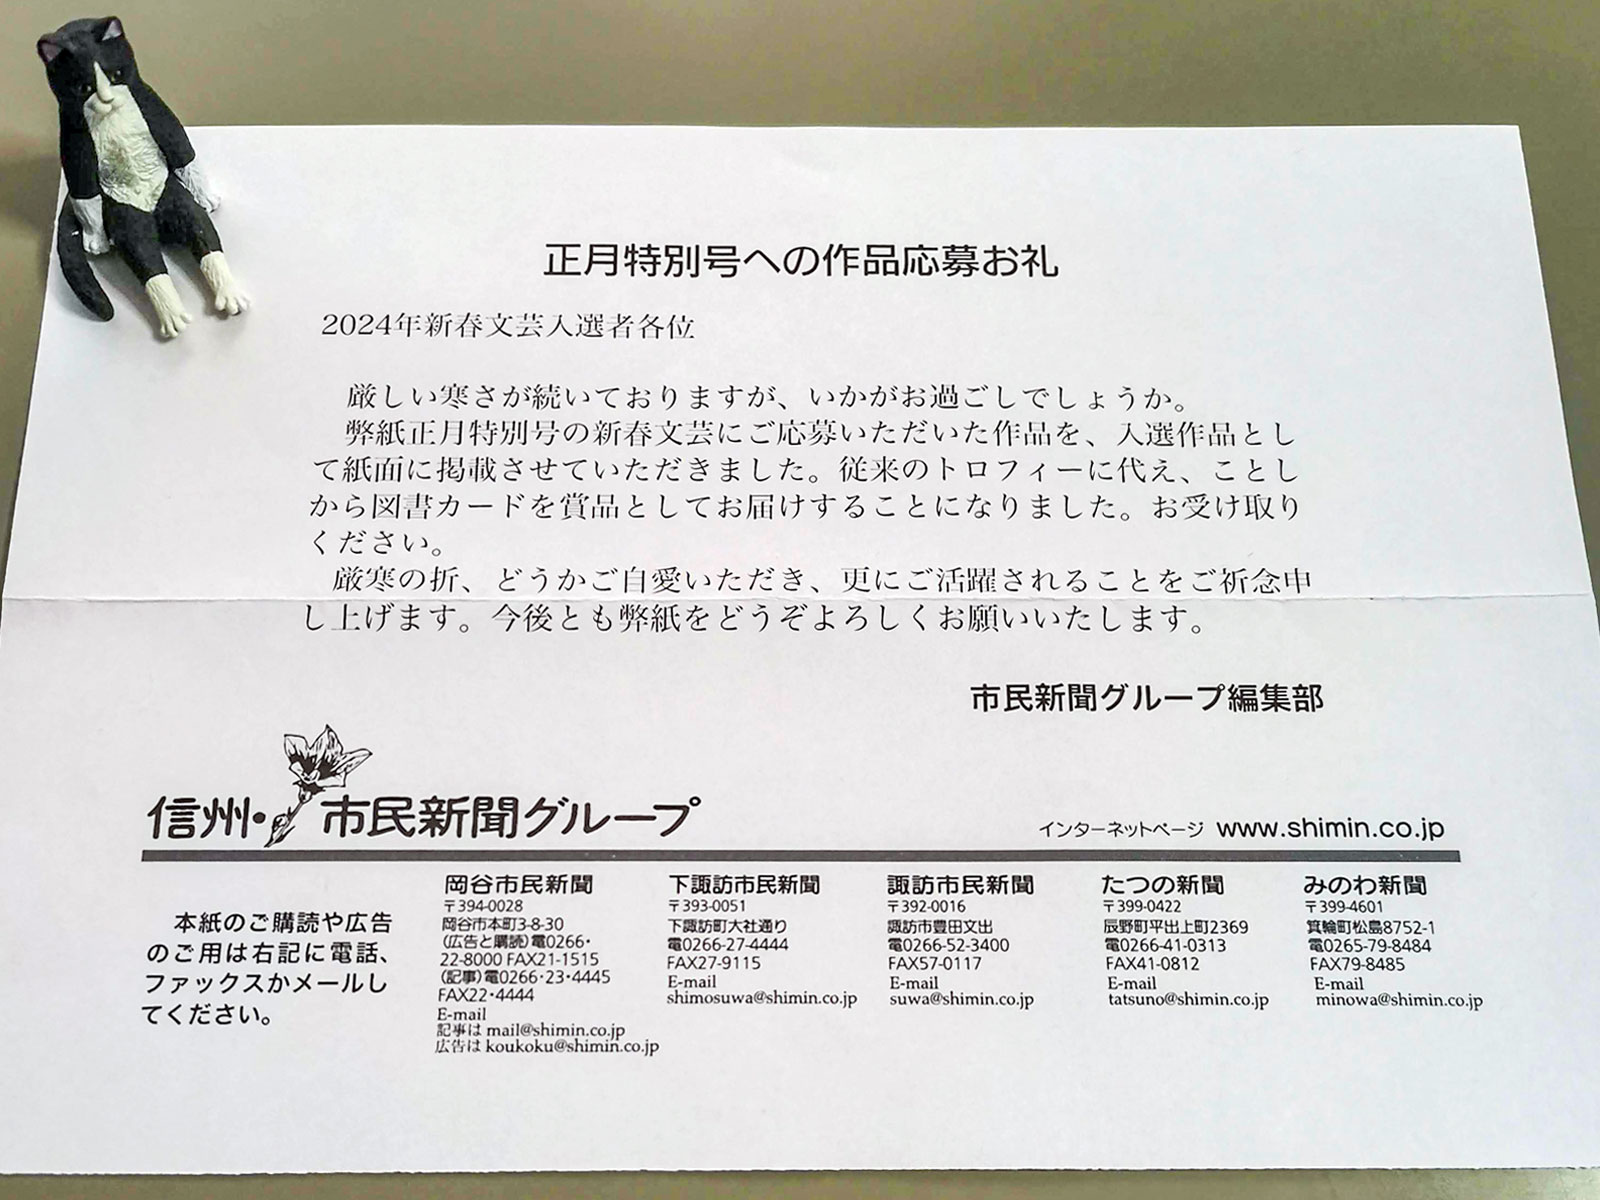 正月特別号への作品応募お礼
2024年新春文芸入選者各位
厳しい寒さが続いておりますが、いかがお過ごしでしょうか。
弊紙正月特別号の新春文芸にご応募いただいた作品を、入選作品とし
て紙面に掲載させていただきました。従来のトロフィーに代え、ことし
から図書カードを賞品としてお届けすることになりました。お受け取り
ください。
厳寒の折、どうかご自愛いただき、更にご活躍されることをご祈念申
し上げます。今後とも弊紙をどうぞよろしくお願いいたします。
市民新聞グループ編集部
信州・市民新聞グループ
インターネットページ www.shimin.co.jp
本紙のご購読や広告
のご用は右記に電話、
ファックスかメールし
てください。
岡谷市民新聞
〒394-0028
岡谷市本町3-8-30
(広告と購読)電0266・
22-8000 FAX21-1515
(記事)電0266・23・4445
FAX22・4444
E-mail
記事は mail@shimin.co.jp
広告は koukoku@shimin.co.jp
下諏訪市民新聞
〒393-0051
下諏訪町大社通り
電0266-27-4444
FAX27-9115
E-mail
shimosuwa@shimin.co.jp
諏訪市民新聞
〒392-0016
諏訪市豊田文出
電0266-52-3400
FAX57-0117
E-mail
suwa@shimin.co.jp
たつの新聞
〒399-0422
辰野町平出上町2369
電0266-41-0313
FAX41-0812
E-mail
tatsuno@shimin.co.jp
みのわ新聞
〒399-4601
箕輪町松島8752-1
電0265-79-8484
FAX79-8485
E-mail
minowa@shimin.co.jp